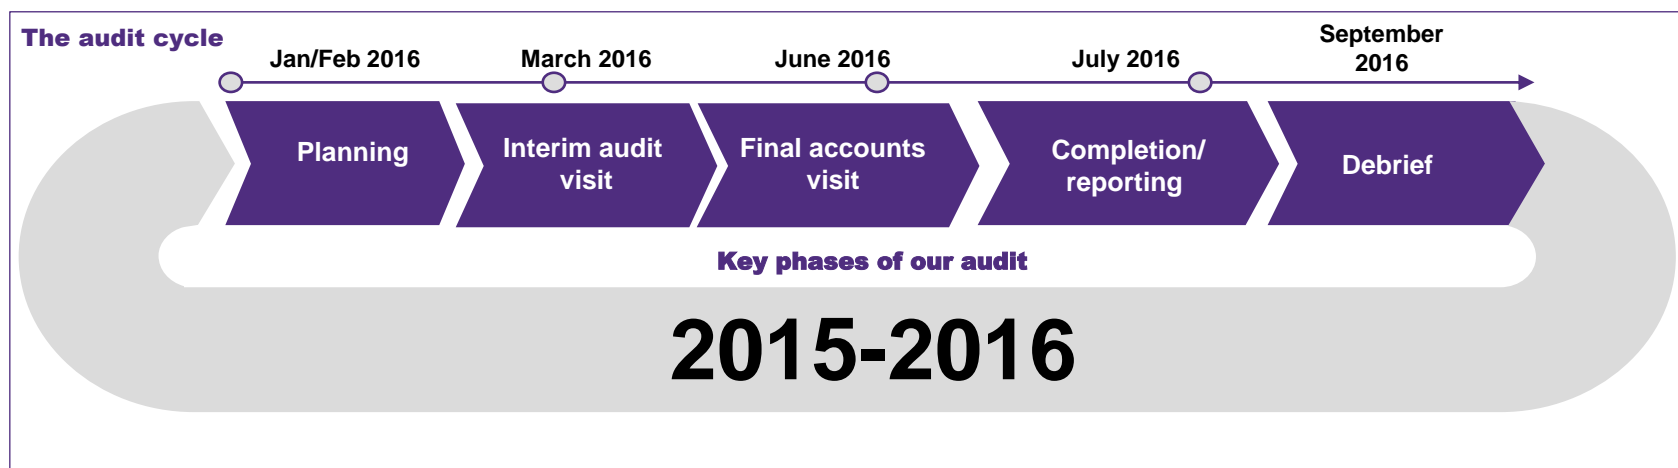 The audit cycle
Jan/Feb 2016
March 2016
June 2016
July 2016
September
2016
Planning
Interim audit
visit
Final accounts
visit
Completion/
reporting
Debrief
Key phases of our audit
2015-2016